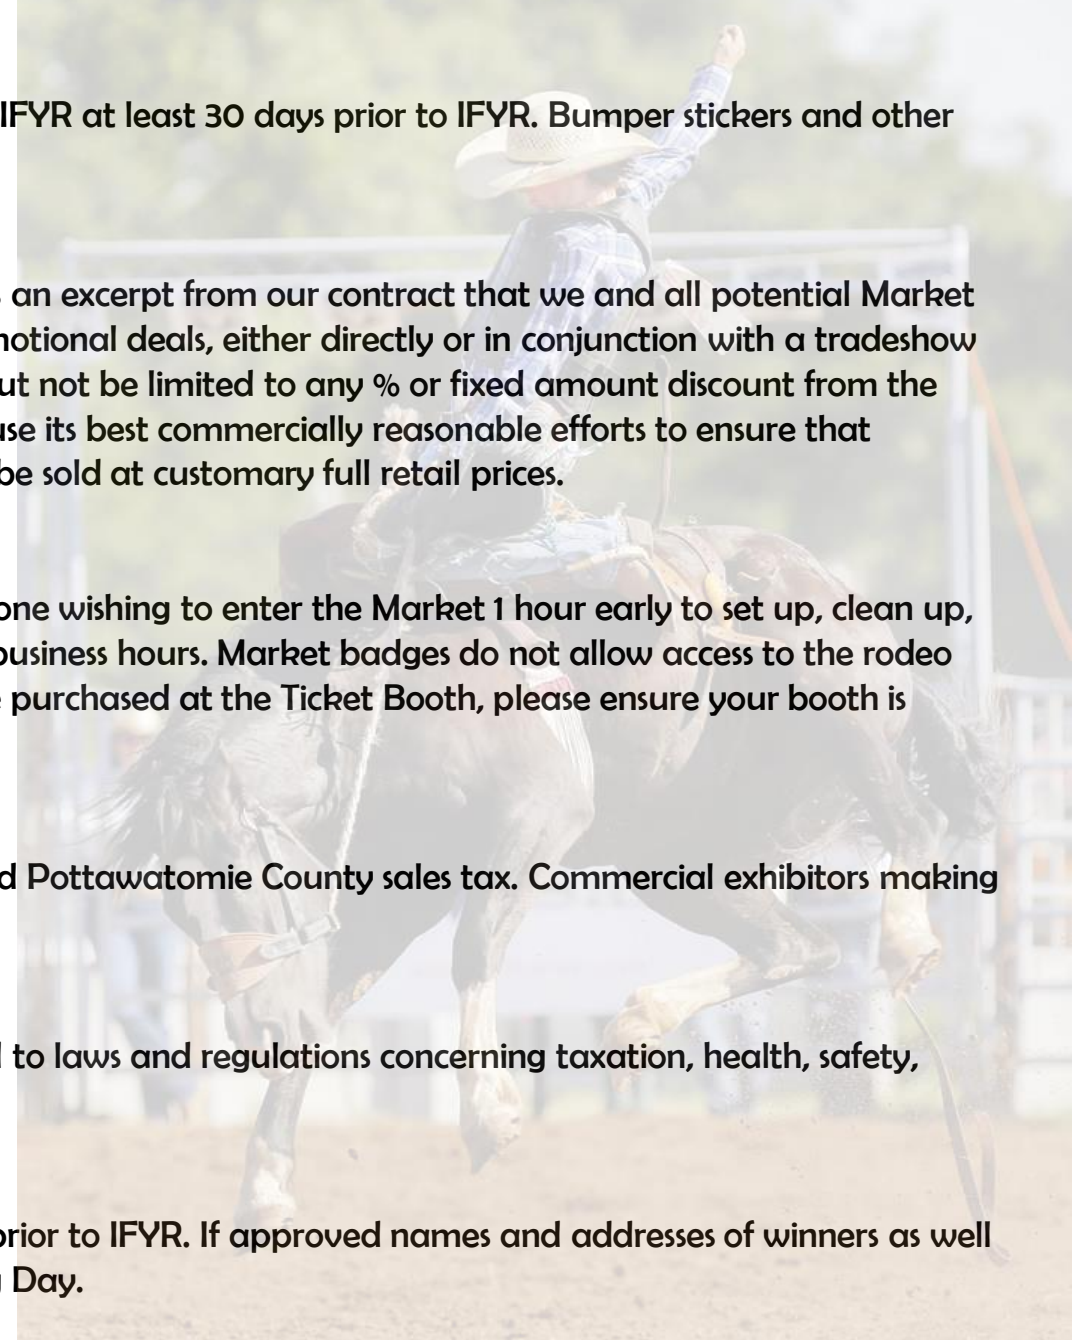 IFYR at least 30 days prior to IFYR. Bumper stickers and other
an excerpt from our contract that we and all potential Market
deals, either directly or in conjunction with a tradeshow
not be limited to any % or fixed amount discount from the
its best commercially reasonable efforts to ensure that
be sold at customary full retail prices.
one wishing to enter the Market 1 hour early to set up, clean up,
business hours. Market badges do not allow access to the rodeo
purchased at the Ticket Booth, please ensure your booth is
Pottawatomie County sales tax. Commercial exhibitors making
to laws and regulations concerning taxation, health, safety,
prior to IFYR. If approved names and addresses of winners as well
Day.